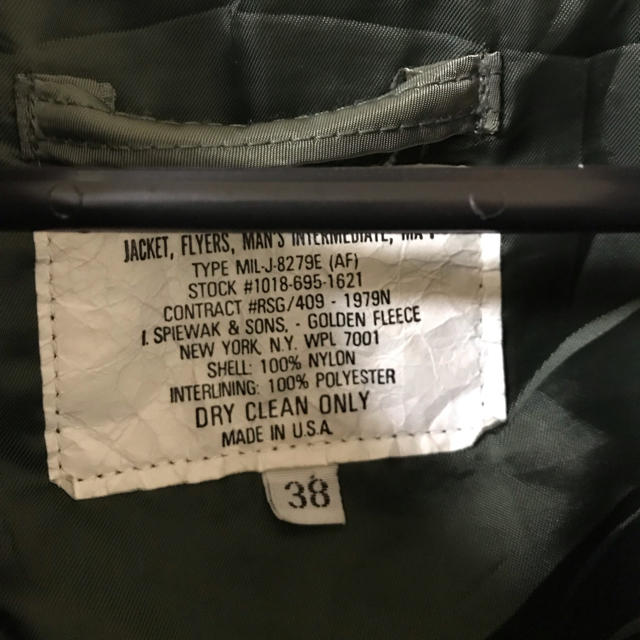 JACKET, FLYERS, MAN'S INTERMEDIATE,
TYPE MIL-J-8279E (AF)
STOCK #1018-695-1621
CONTRACT #RSG/409 - 1979N
I. SPIEWAK & SONS, - GOLDEN FLEECE
NEW YORK, N.Y. WPL 7001
SHELL: 100% NYLON
INTERLINING: 100% POLYESTER
DRY CLEAN ONLY
MADE IN U.S.A.
38